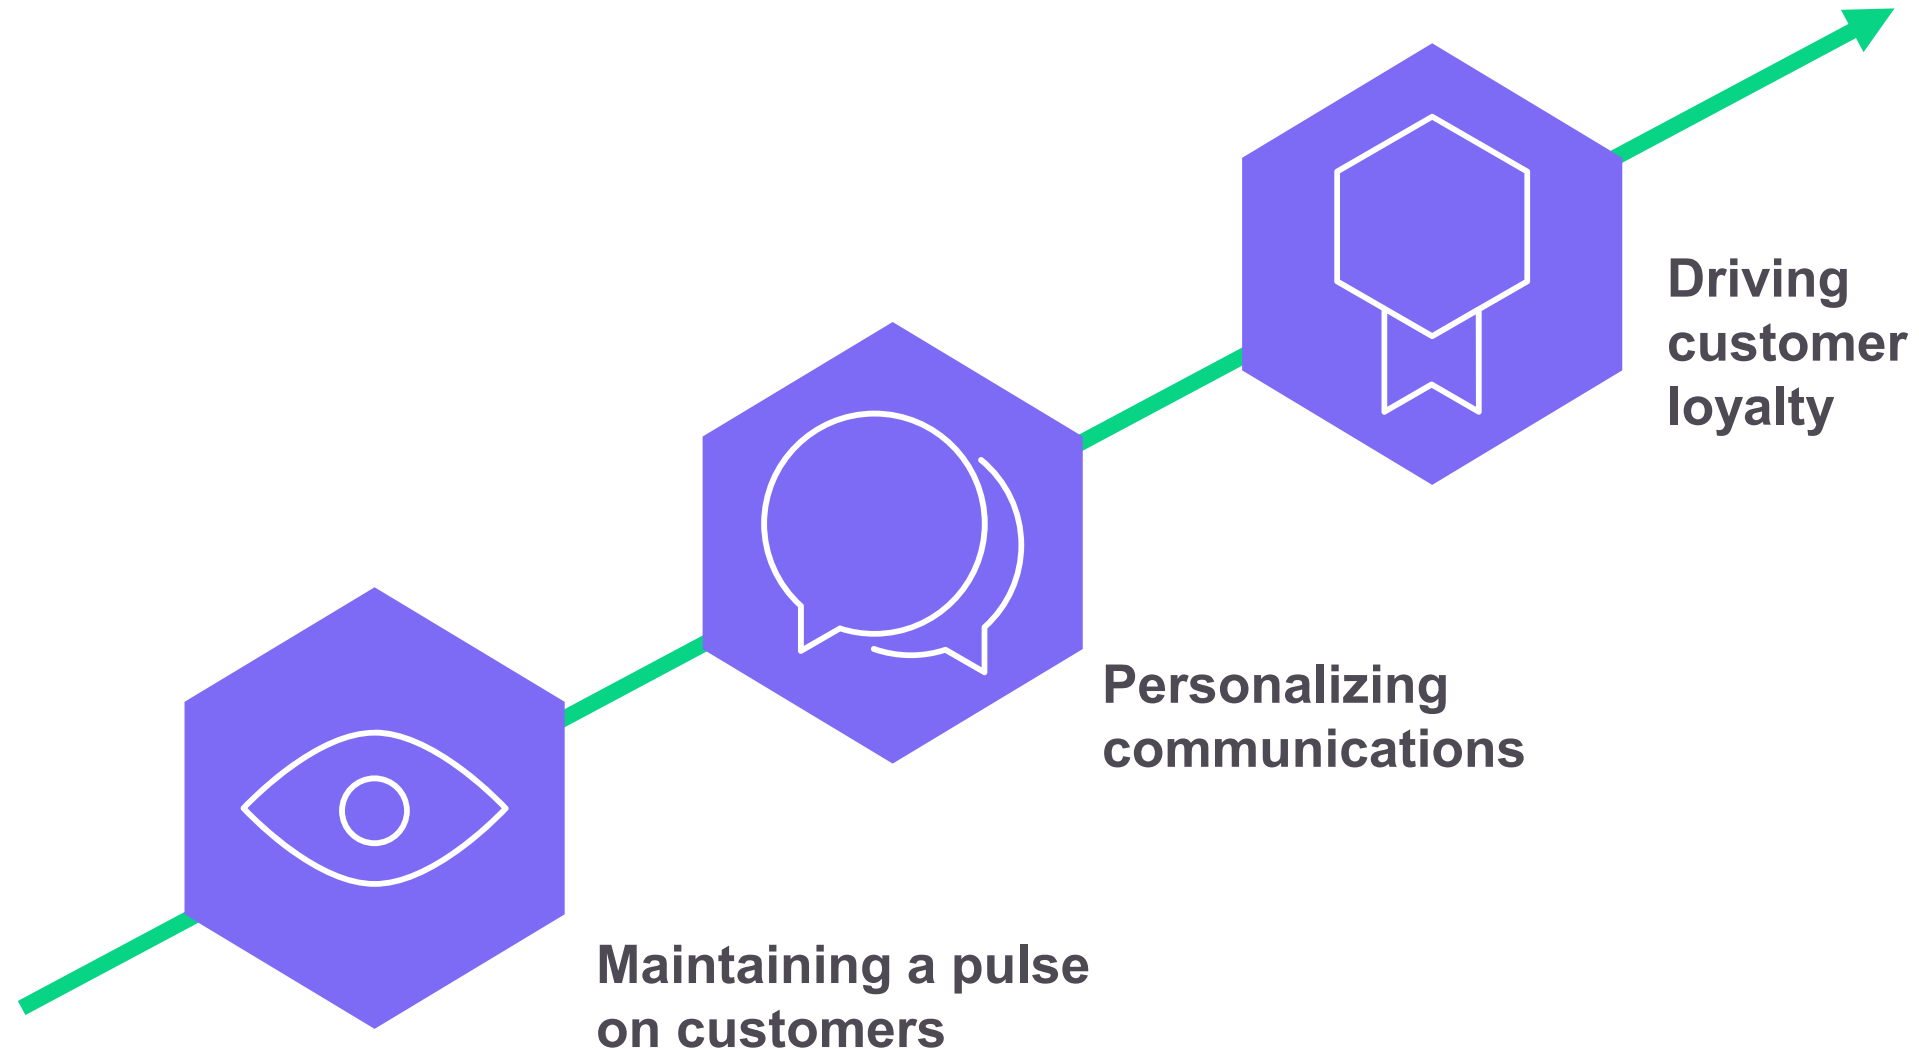 Driving
customer
loyalty
Personalizing
communications
Maintaining a pulse
on customers